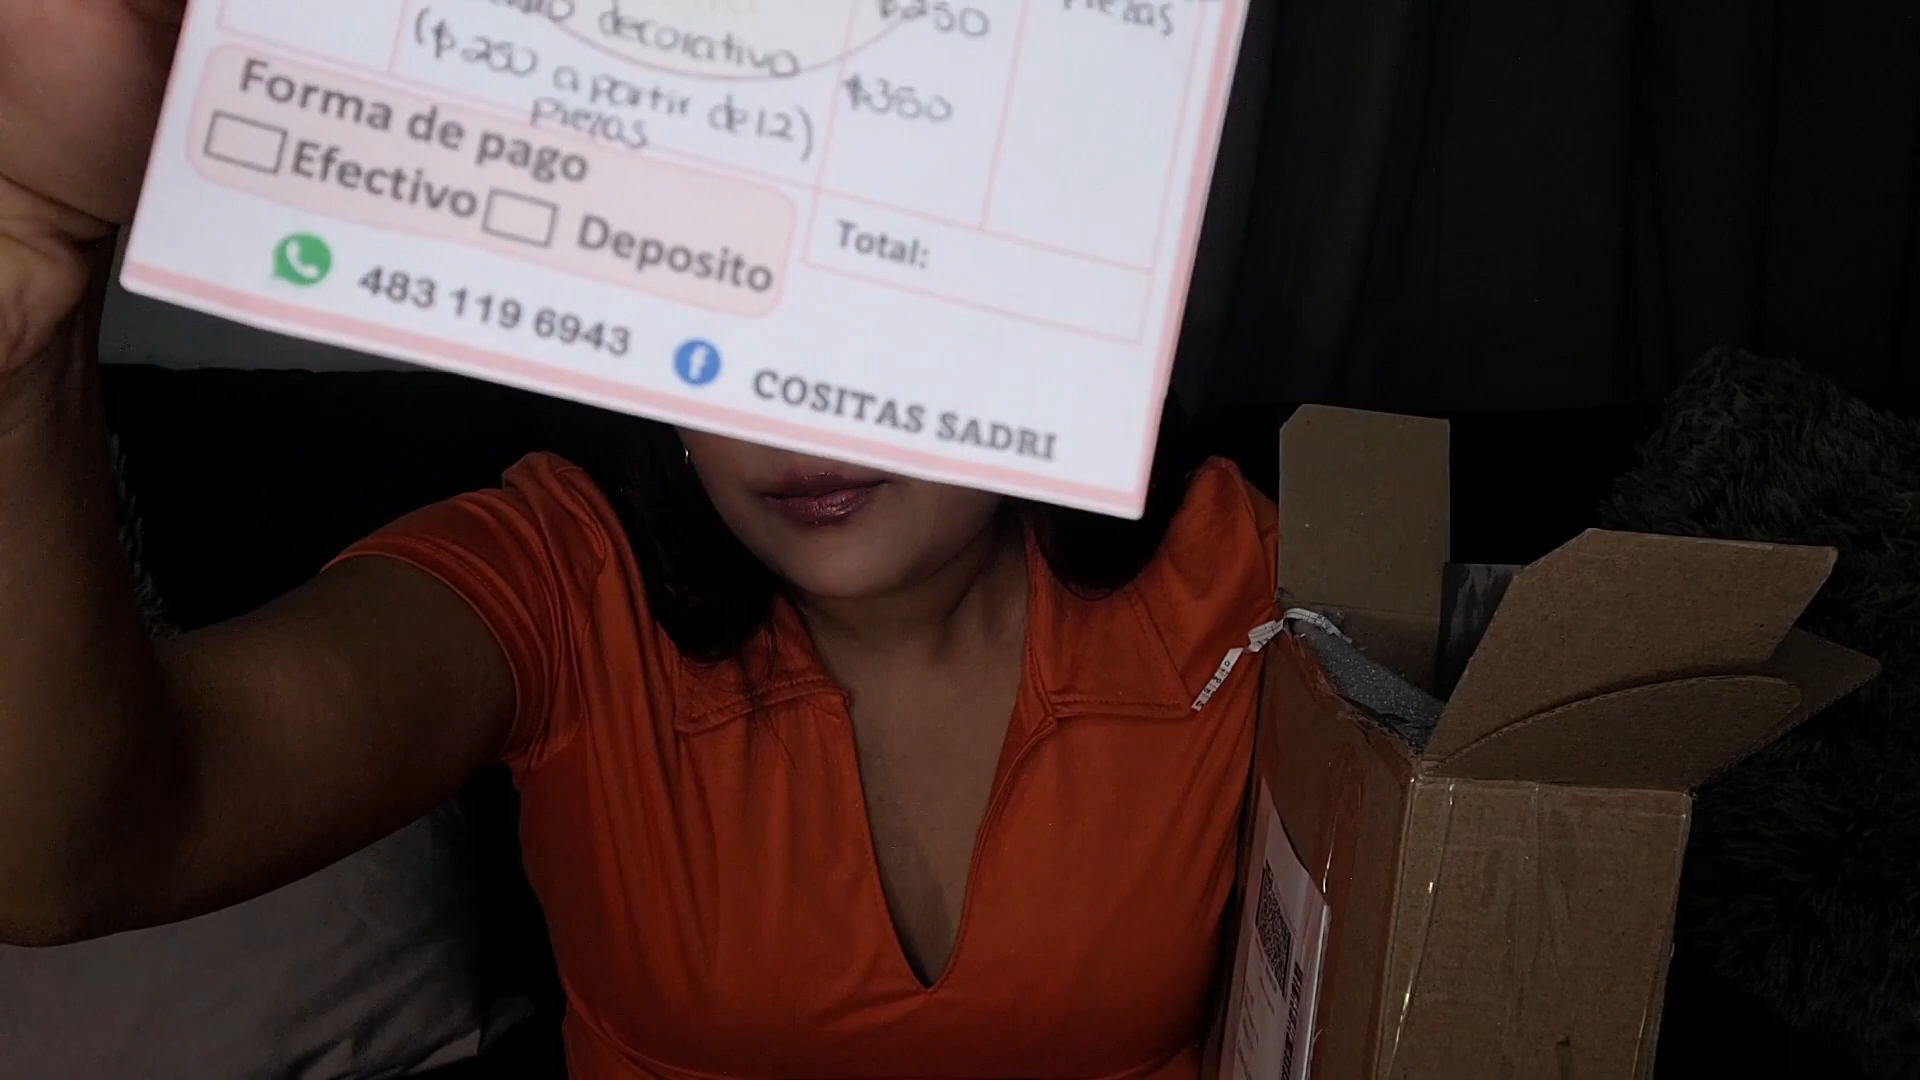 decorativo
$250
Piezas
($250 a partir de 12)
Piezas
$350
Forma de pago
Efectivo
Deposito
Total:
483 119 6943
COSITAS SADRI